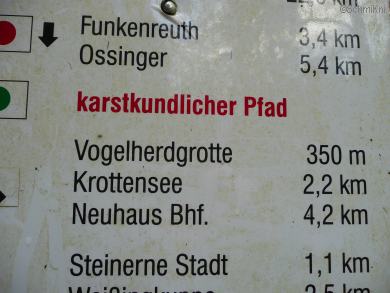 Funkenreuth 3,4 km
Ossinger 5,4 km
karstkundlicher Pfad
Vogelherdgrotte 350 m
Krottensee 2,2 km
Neuhaus Bhf. 4,2 km
Steinerne Stadt 1,1 km